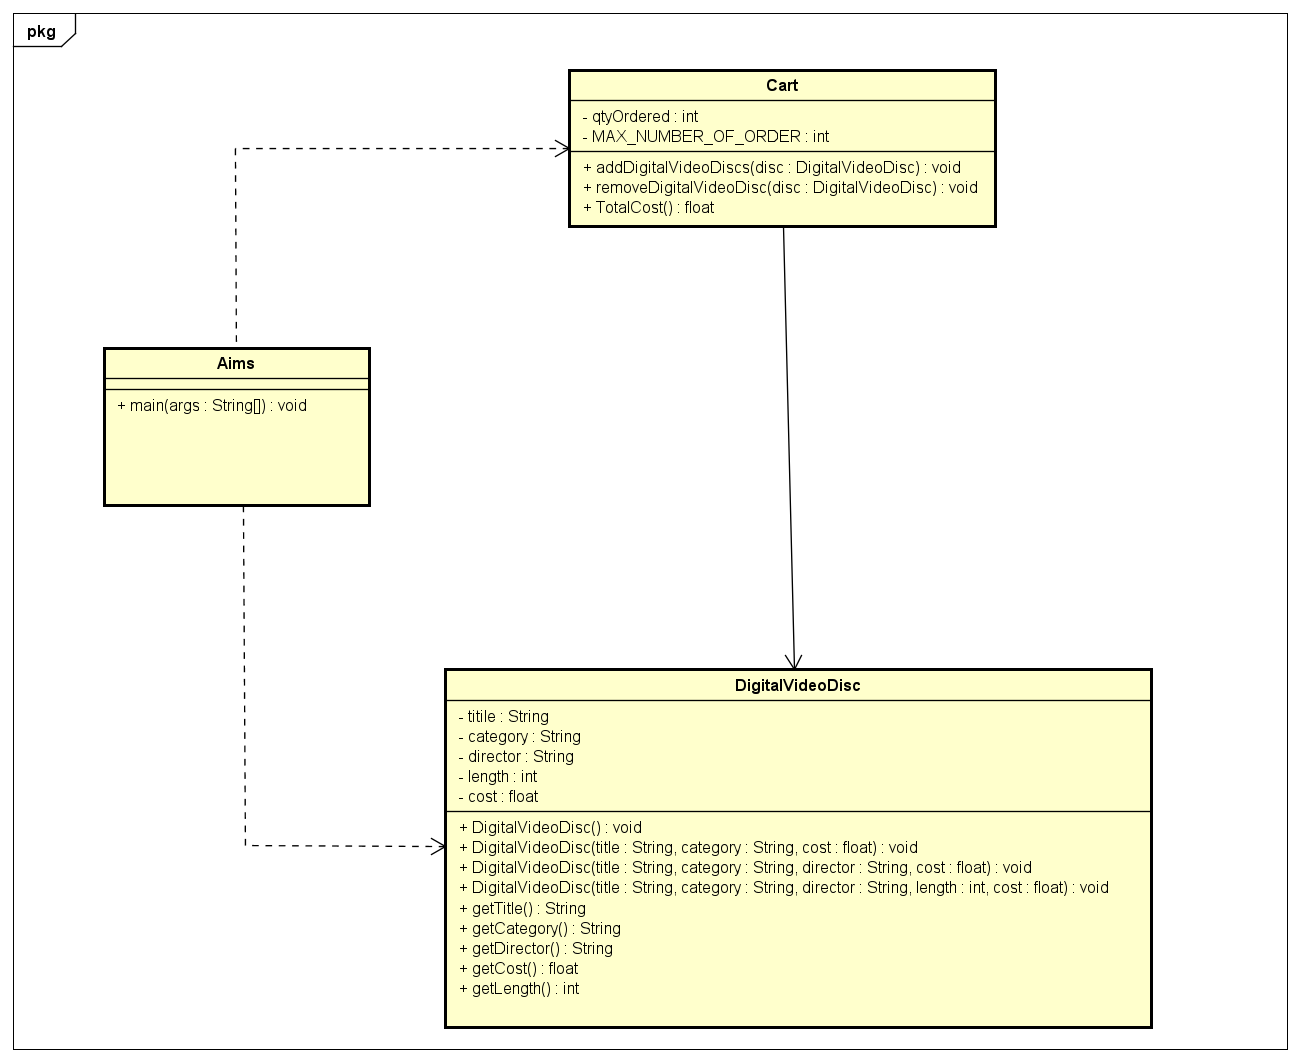 pkg
Cart
- qtyOrdered : int
- MAX_NUMBER_OF_ORDER : int
+ addDigitalVideoDiscs(disc : DigitalVideoDisc) : void
+ removeDigitalVideoDisc(disc : DigitalVideoDisc) : void
+ TotalCost() : float
Aims
+ main(args : String[]) : void
DigitalVideoDisc
- titile : String
- category : String
- director : String
- length : int
- cost : float
+ DigitalVideoDisc() : void
+ DigitalVideoDisc(title : String, category : String, cost : float) : void
+ DigitalVideoDisc(title : String, category : String, director : String, cost : float) : void
+ DigitalVideoDisc(title : String, category : String, director : String, length : int, cost : float) : void
+ getTitle() : String
+ getCategory() : String
+ getDirector() : String
+ getCost() : float
+ getLength() : int